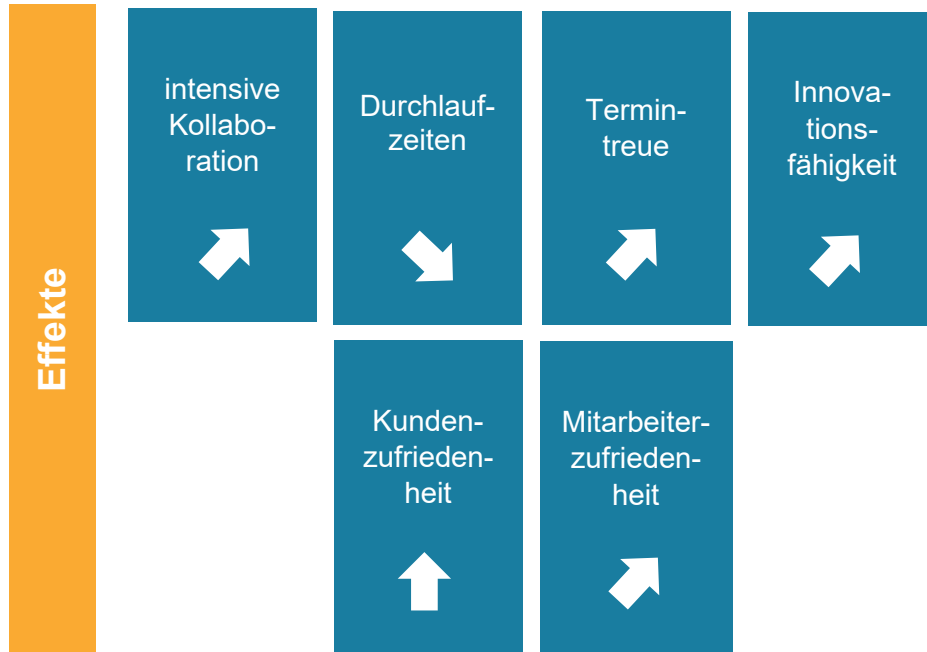 Effekte
intensive
Kollabo-
ration
Durchlauf-
zeiten
Termin-
treue
Innova-
tions-
fähigkeit
Kunden-
zufrieden-
heit
Mitarbeiter-
zufrieden-
heit